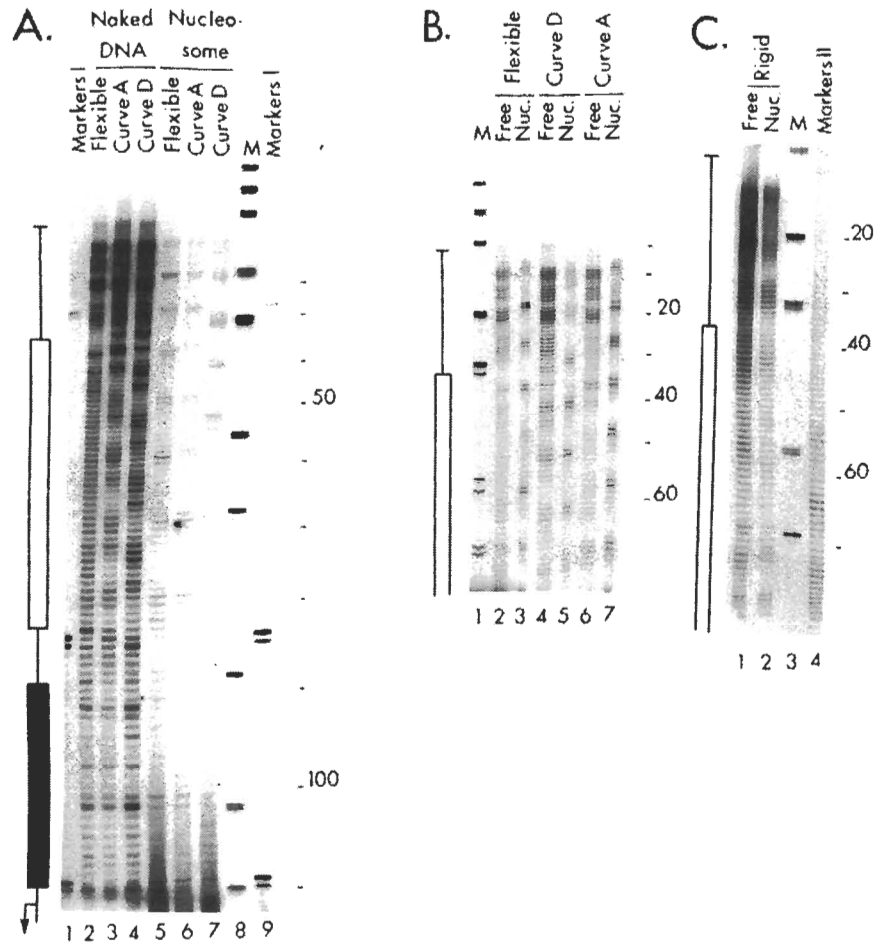 A.
Naked Nucleo-
DNA some
Markers I
Flexible
Curve A
Curve D
Flexible
Curve A
Curve D
M
Markers I
50
100
1 2 3 4 5 6 7 8 9
B.
Flexible
Curve D
Curve A
M
Free
Nuc.
Free
Nuc.
Free
Nuc.
20
40
60
1 2 3 4 5 6 7
C.
Rigid
Free
Nuc.
M
Markers II
20
40
60
1 2 3 4